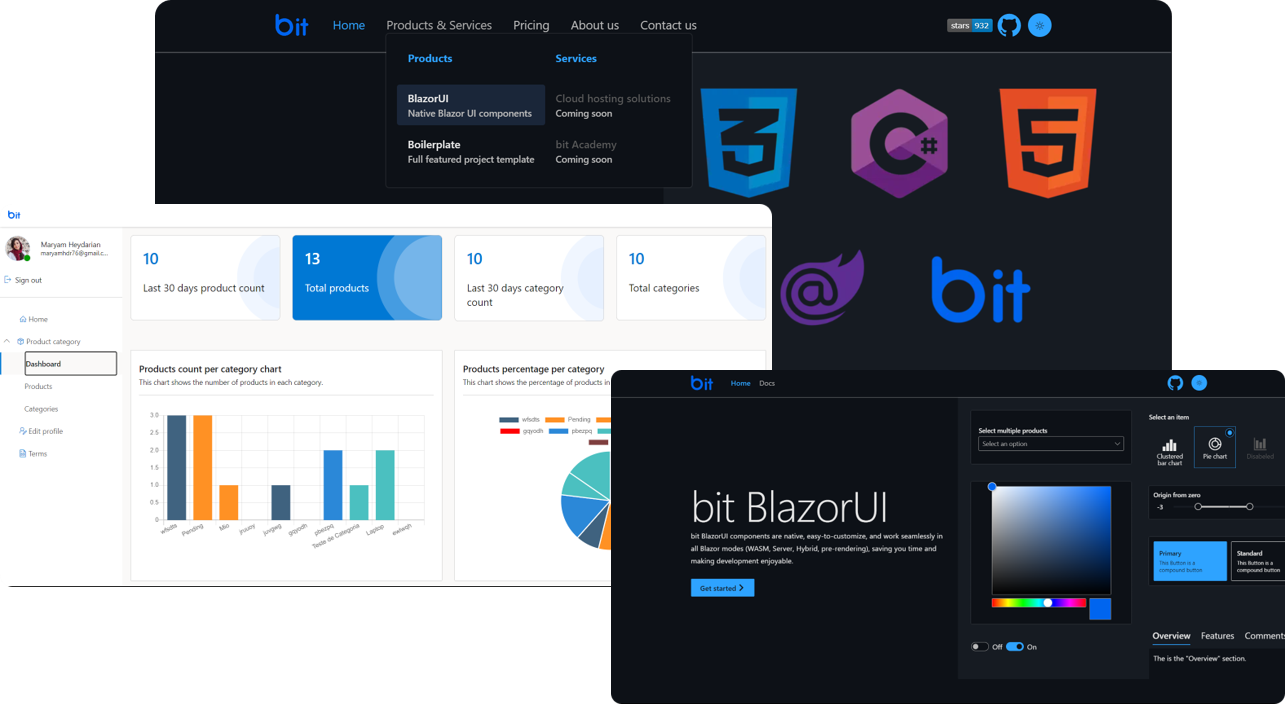 bit
Home
Products & Services
Pricing
About us
Contact us
stars 932
Products
Services
BlazorUI
Native Blazor UI components
Cloud hosting solutions
Coming soon
Boilerplate
Full featured project template
bit Academy
Coming soon
bit
bit
Maryam Heydarian
maryamhdr76@gmail.c...
Sign out
Home
Product category
Dashboard
Products
Categories
Edit profile
Terms
10
Last 30 days product count
13
Total products
10
Last 30 days category
count
10
Total categories
Products count per category chart
This chart shows the number of products in each category.
3.0
2.5
2.0
1.5
1.0
0.5
0
wfsdts
Pending
Mio
jruuoy
jungwg
gqyodh
pbezpq
Teste de Categoria
Laptop
Products percentage per category
This chart shows the percentage of products in
wfsdts
Pending
gqyodh
pbezpq
bit
Home
Docs
bit BlazorUI
bit BlazorUI components are native, easy-to-customize, and work seamlessly in
all Blazor modes (WASM, Server, Hybrid, pre-rendering), saving you time and
making development enjoyable.
Get started
Select multiple products
Select an option
Off
On
Select an item
Clustered
bar chart
Pie chart
Disabeled
Origin from zero
-3
Primary
This Button is a
compound button
Standard
This Button is a
compound button
Overview
Features
Comments
The is the "Overview" section.